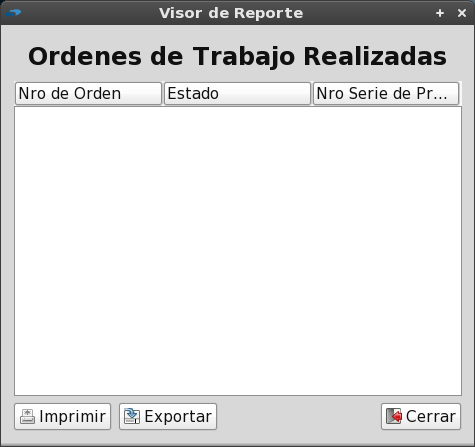 Visor de Reporte
Ordenes de Trabajo Realizadas
Nro de Orden Estado Nro Serie de Pr...
Imprimir Exportar Cerrar